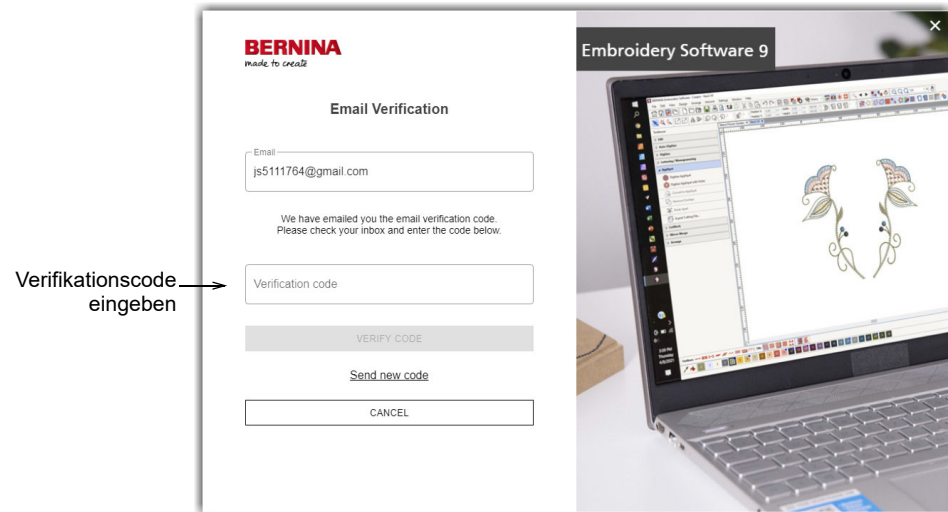 BERNINA
made to create
Embroidery Software 9
Email Verification
Email
js5111764@gmail.com
We have emailed you the email verification code.
Please check your inbox and enter the code below.
Verifikationscode
eingeben
Verification code
VERIFY CODE
Send new code
CANCEL